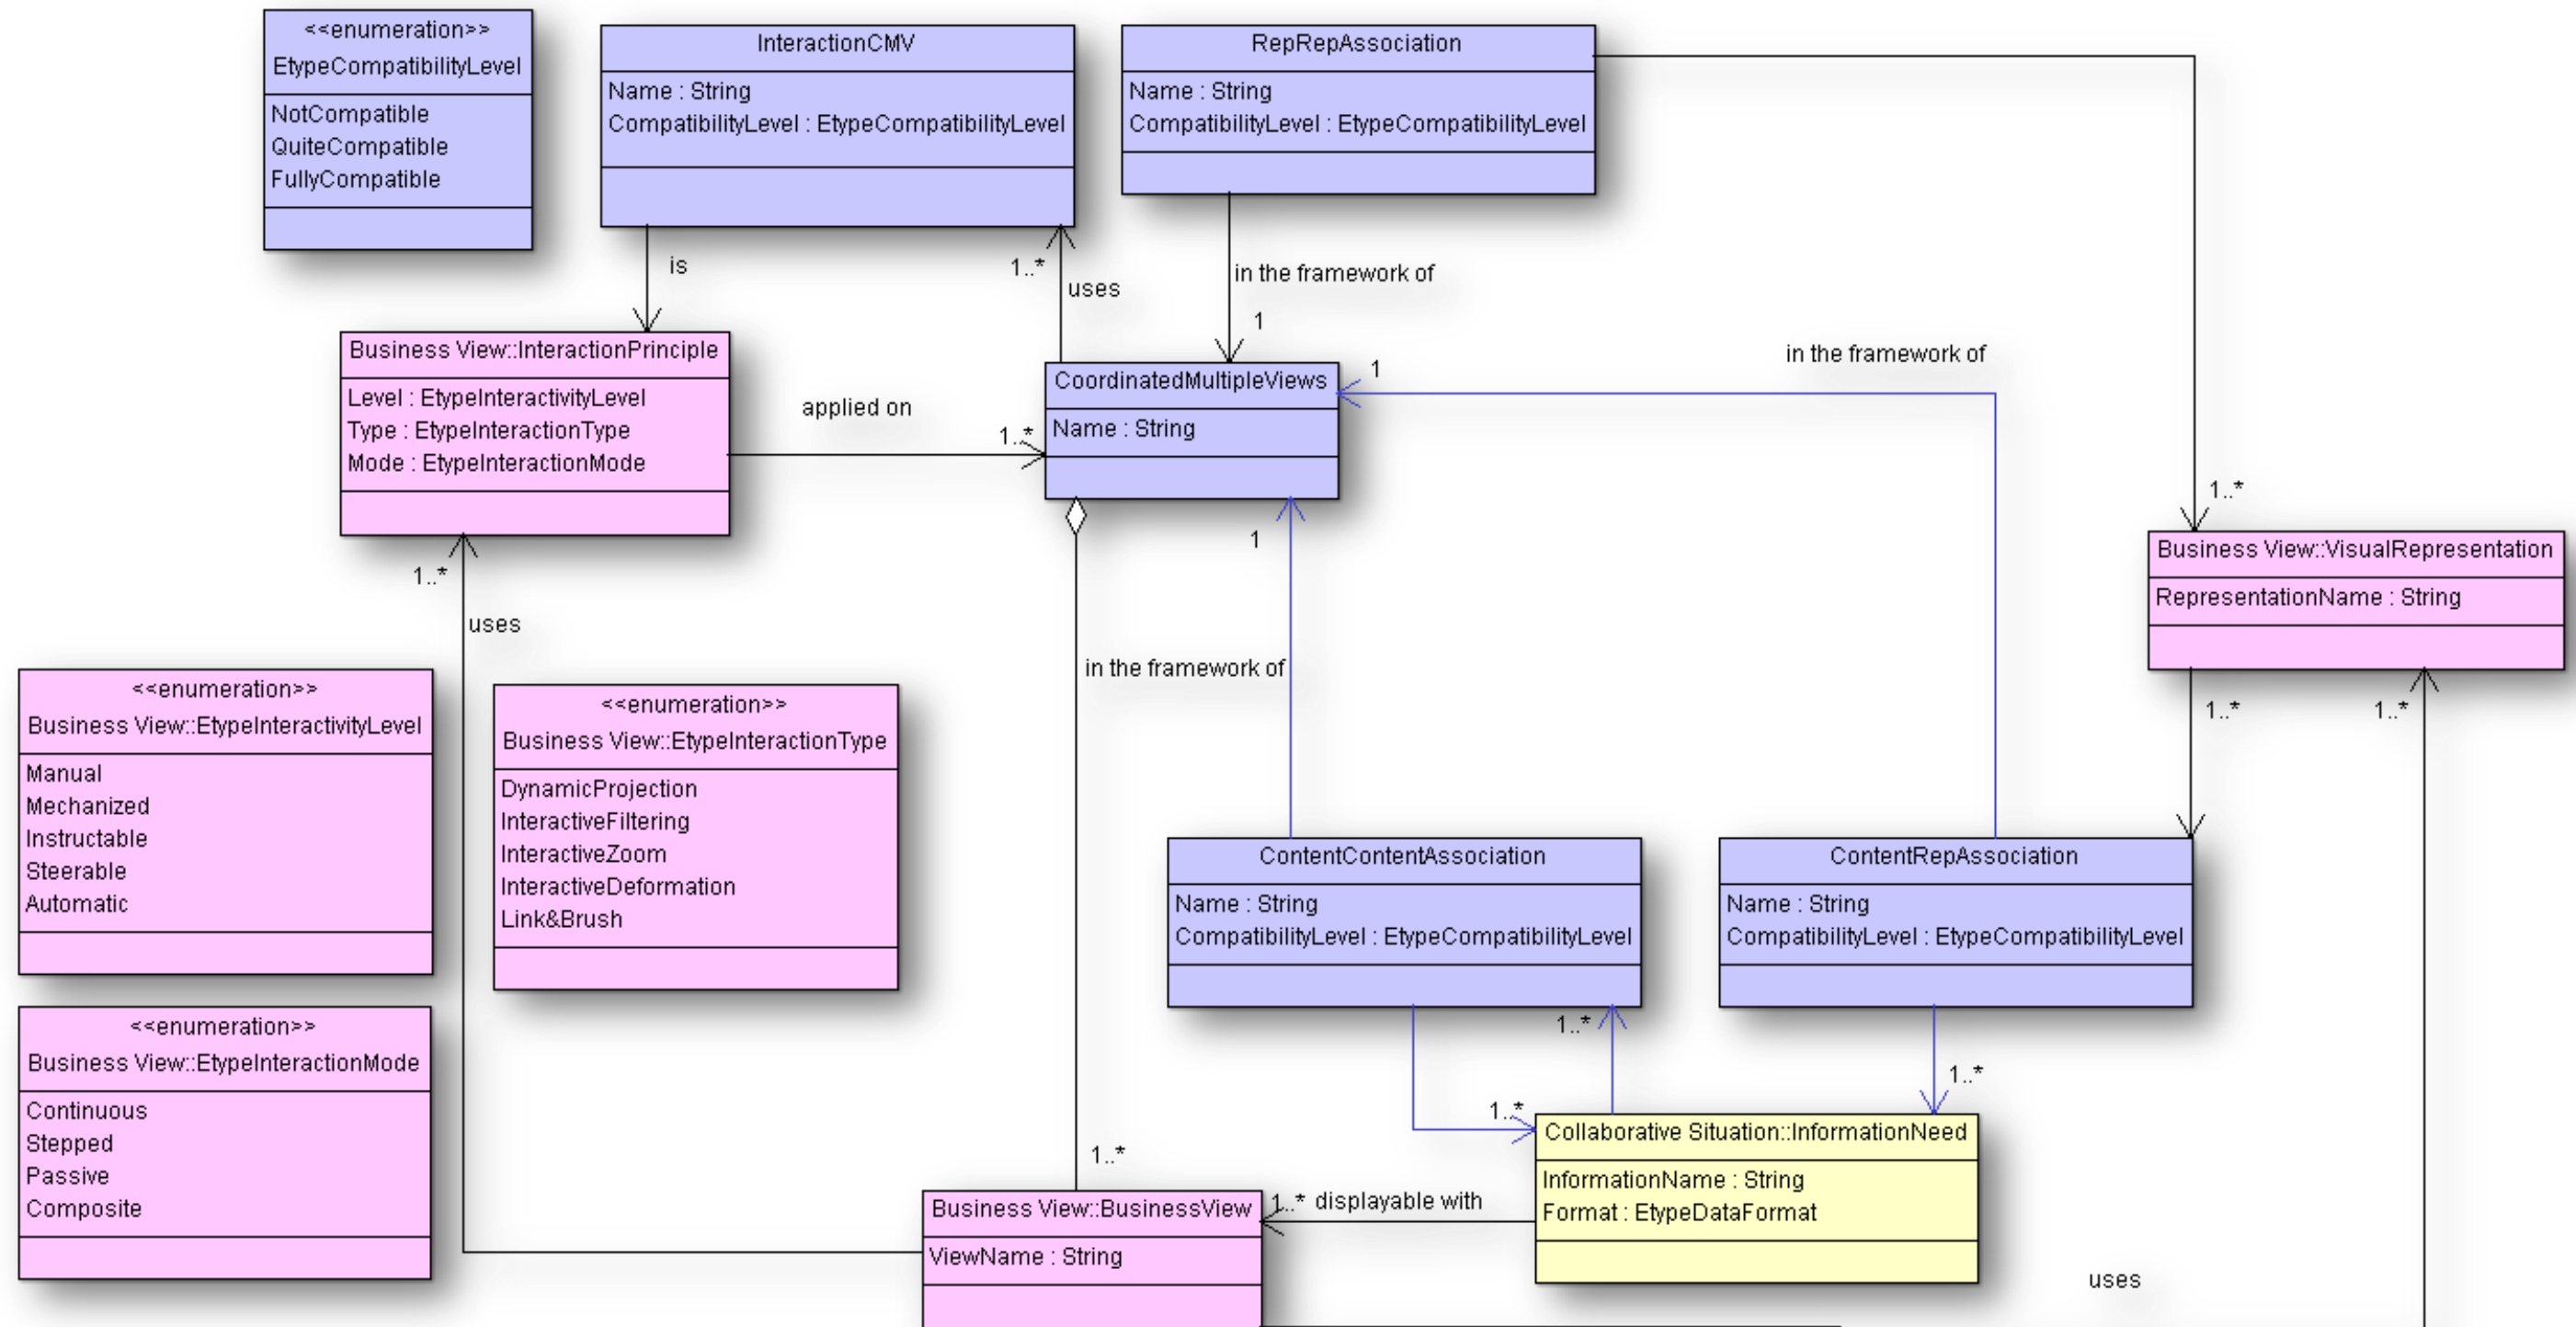 <<enumeration>>
EtypeCompatibilityLevel
NotCompatible
QuiteCompatible
FullyCompatible
InteractionCMV
Name : String
CompatibilityLevel : EtypeCompatibilityLevel
RepRepAssociation
Name : String
CompatibilityLevel : EtypeCompatibilityLevel
is
1..*
uses
in the framework of
1
Business View::InteractionPrinciple
Level : EtypeInteractivityLevel
Type : EtypeInteractionType
Mode : EtypeInteractionMode
applied on
1..*
CoordinatedMultipleViews
Name : String
1
in the framework of
1..*
Business View::VisualRepresentation
RepresentationName : String
1..*
uses
1
in the framework of
1..*
1..*
<<enumeration>>
Business View::EtypeInteractivityLevel
Manual
Mechanized
Instructable
Steerable
Automatic
<<enumeration>>
Business View::EtypeInteractionType
DynamicProjection
InteractiveFiltering
InteractiveZoom
InteractiveDeformation
Link&Brush
ContentContentAssociation
Name : String
CompatibilityLevel : EtypeCompatibilityLevel
ContentRepAssociation
Name : String
CompatibilityLevel : EtypeCompatibilityLevel
<<enumeration>>
Business View::EtypeInteractionMode
Continuous
Stepped
Passive
Composite
1..*
1..*
1..*
Collaborative Situation::InformationNeed
InformationName : String
Format : EtypeDataFormat
1..*
Business View::BusinessView
ViewName : String
1..* displayable with
uses